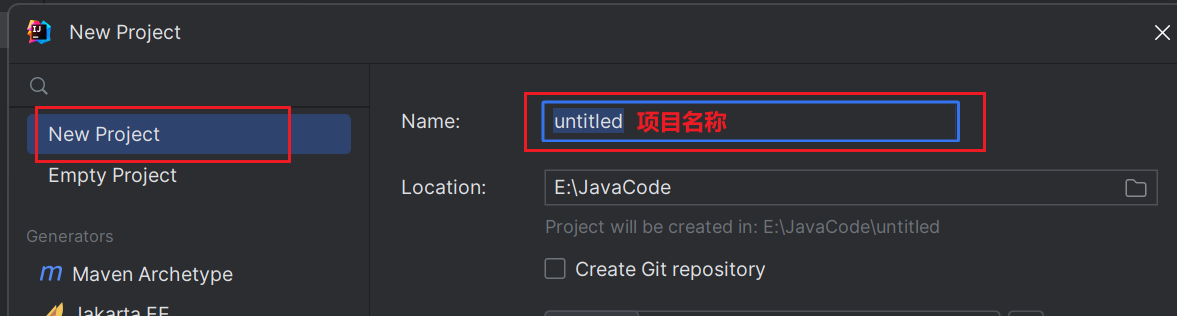 New Project
New Project
Empty Project
Generators
Maven Archetype
Jakarta EE
Name:
untitled 项目名称
Location:
E:\JavaCode
Project will be created in: E:\JavaCode\untitled
Create Git repository